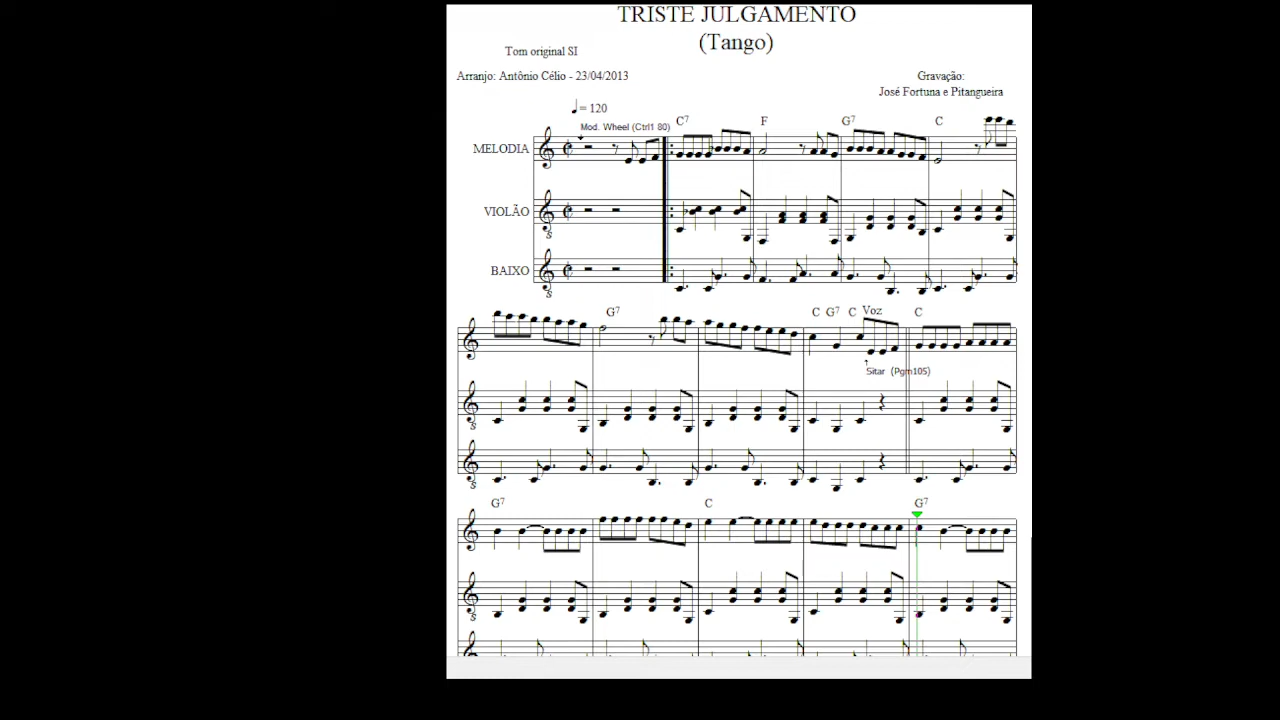 TRISTE JULGAMENTO
(Tango)
Tom original SI
Arranjo: Antônio Célio - 23/04/2013
Gravação:
José Fortuna e Pitangueira
= 120
Mod. Wheel (Ctrl1 80)
C7 F G7 C
MELODIA
VIOLÃO
BAIXO
G7 C G7 C Voz C
Sitar (Pgm105)
G7 C G7